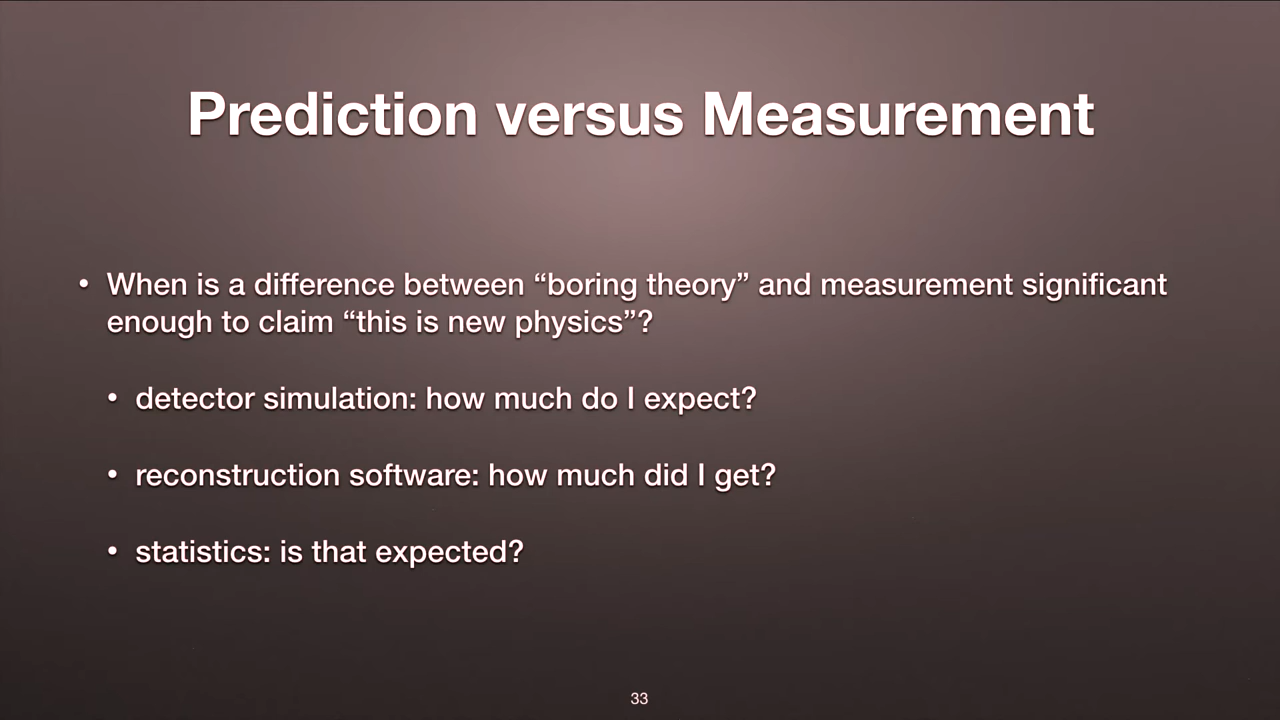 Prediction versus Measurement
• When is a difference between “boring theory” and measurement significant
enough to claim “this is new physics”?
• detector simulation: how much do I expect?
• reconstruction software: how much did I get?
• statistics: is that expected?
33